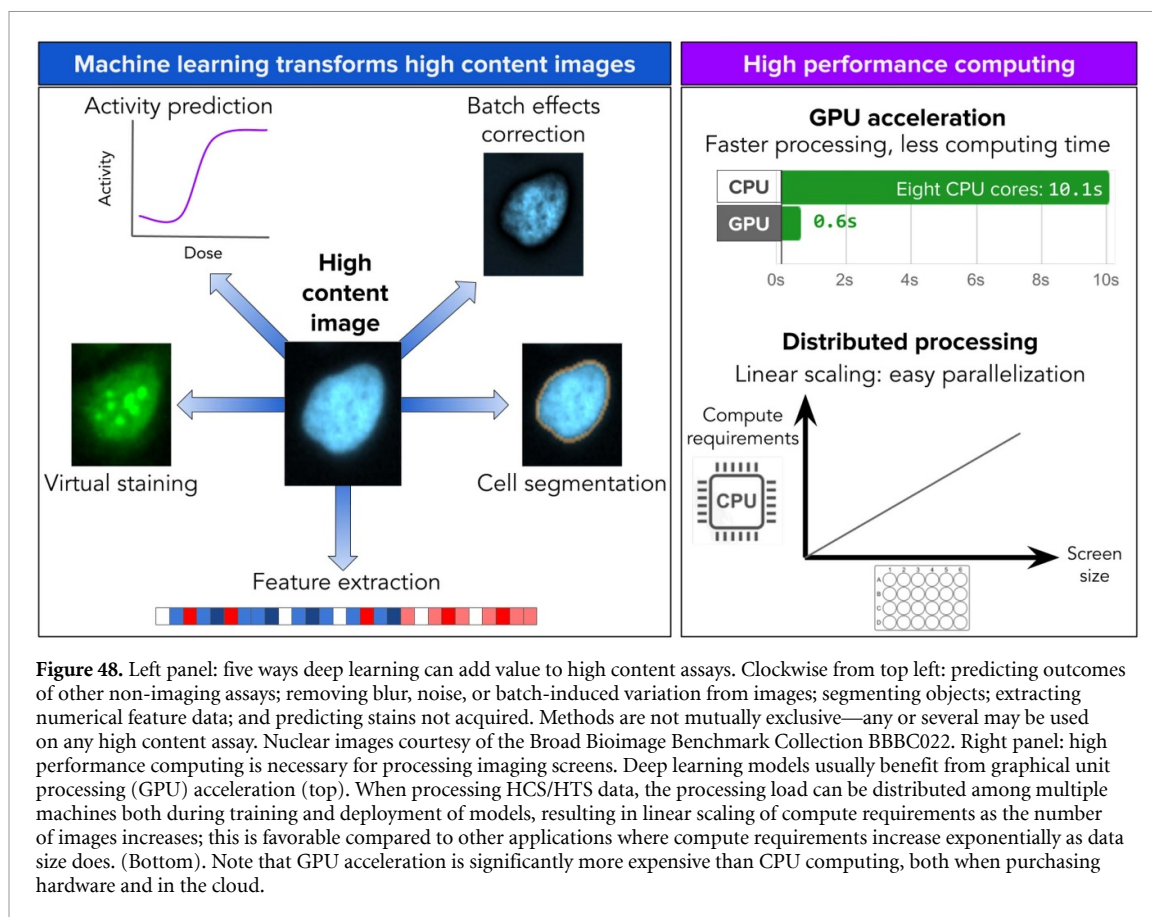 Machine learning transforms high content images
Activity prediction
Activity
Dose
Batch effects
correction
High
content
image
Virtual staining
Cell segmentation
Feature extraction
High performance computing
GPU acceleration
Faster processing, less computing time
CPU
Eight CPU cores: 10.1s
GPU
0.6s
0s 2s 4s 6s 8s 10s
Distributed processing
Linear scaling: easy parallelization
Compute
requirements
CPU
Screen
size
1 2 3 4 5 6
A
B
C
D
Figure 48. Left panel: five ways deep learning can add value to high content assays. Clockwise from top left: predicting outcomes
of other non-imaging assays; removing blur, noise, or batch-induced variation from images; segmenting objects; extracting
numerical feature data; and predicting stains not acquired. Methods are not mutually exclusive—any or several may be used
on any high content assay. Nuclear images courtesy of the Broad Bioimage Benchmark Collection BBBC022. Right panel: high
performance computing is necessary for processing imaging screens. Deep learning models usually benefit from graphical unit
processing (GPU) acceleration (top). When processing HCS/HTS data, the processing load can be distributed among multiple
machines both during training and deployment of models, resulting in linear scaling of compute requirements as the number
of images increases; this is favorable compared to other applications where compute requirements increase exponentially as data
size does. (Bottom). Note that GPU acceleration is significantly more expensive than CPU computing, both when purchasing
hardware and in the cloud.